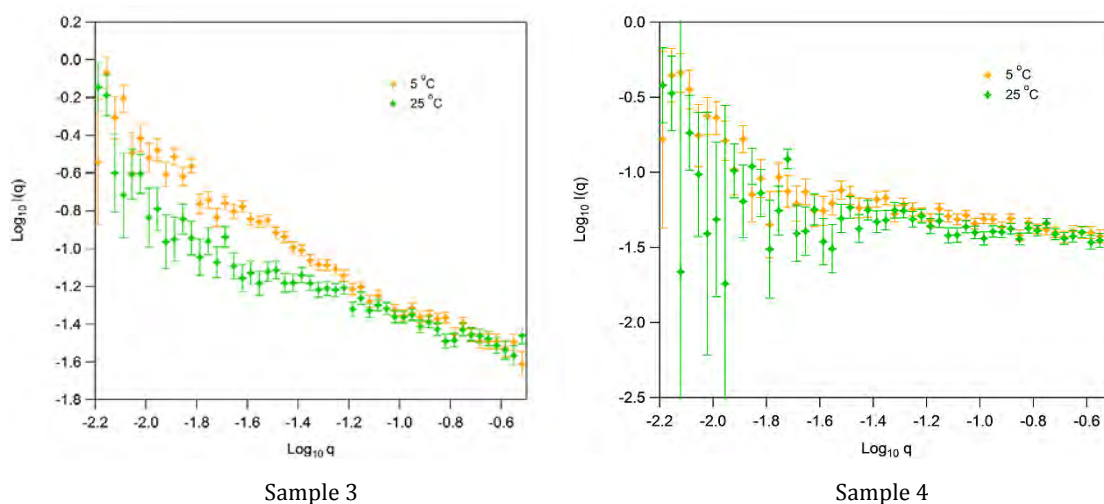 0.2
0.0
-0.2
-0.4
-0.6
-0.8
-1.0
-1.2
-1.4
-1.6
-1.8
Log10 I(q)
5 °C
25 °C
-2.2 -2.0 -1.8 -1.6 -1.4 -1.2 -1.0 -0.8 -0.6
Log10 q
Sample 3
-0.0
-0.5
-1.0
-1.5
-2.0
-2.5
Log10 I(q)
5 °C
25 °C
-2.2 -2.0 -1.8 -1.6 -1.4 -1.2 -1.0 -0.8 -0.6
Log10 q
Sample 4